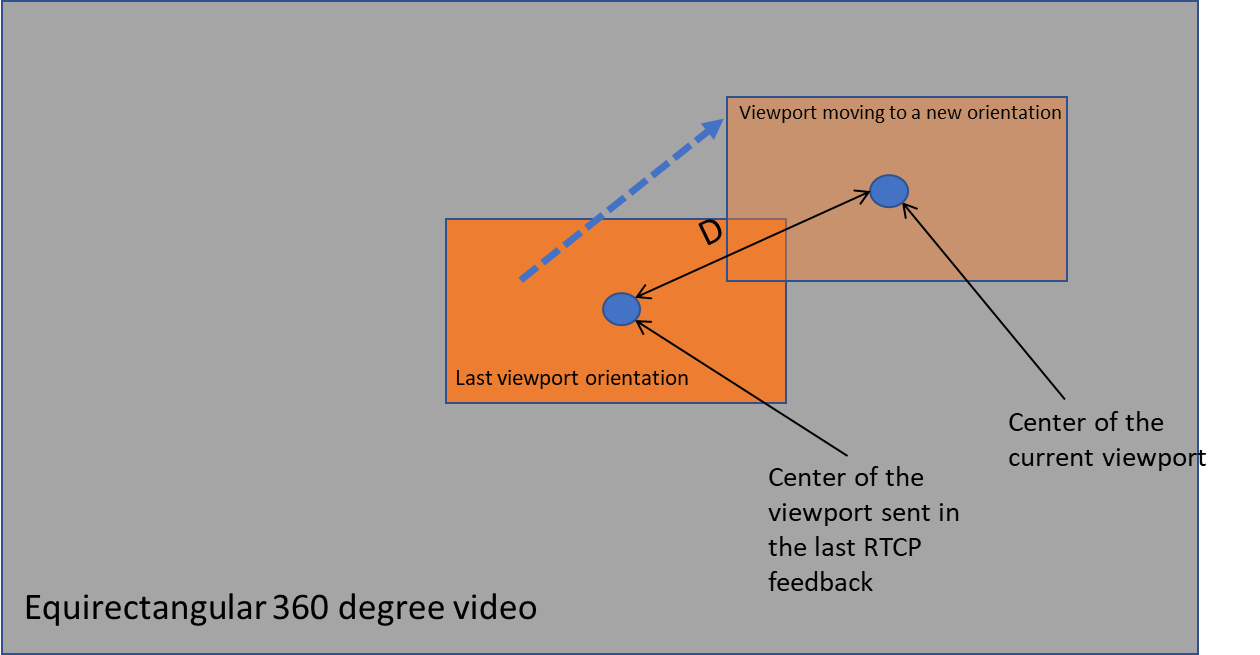 Viewport moving to a new orientation
D
Last viewport orientation
Center of the
current viewport
Center of the
viewport sent in
the last RTCP
feedback
Equirectangular 360 degree video